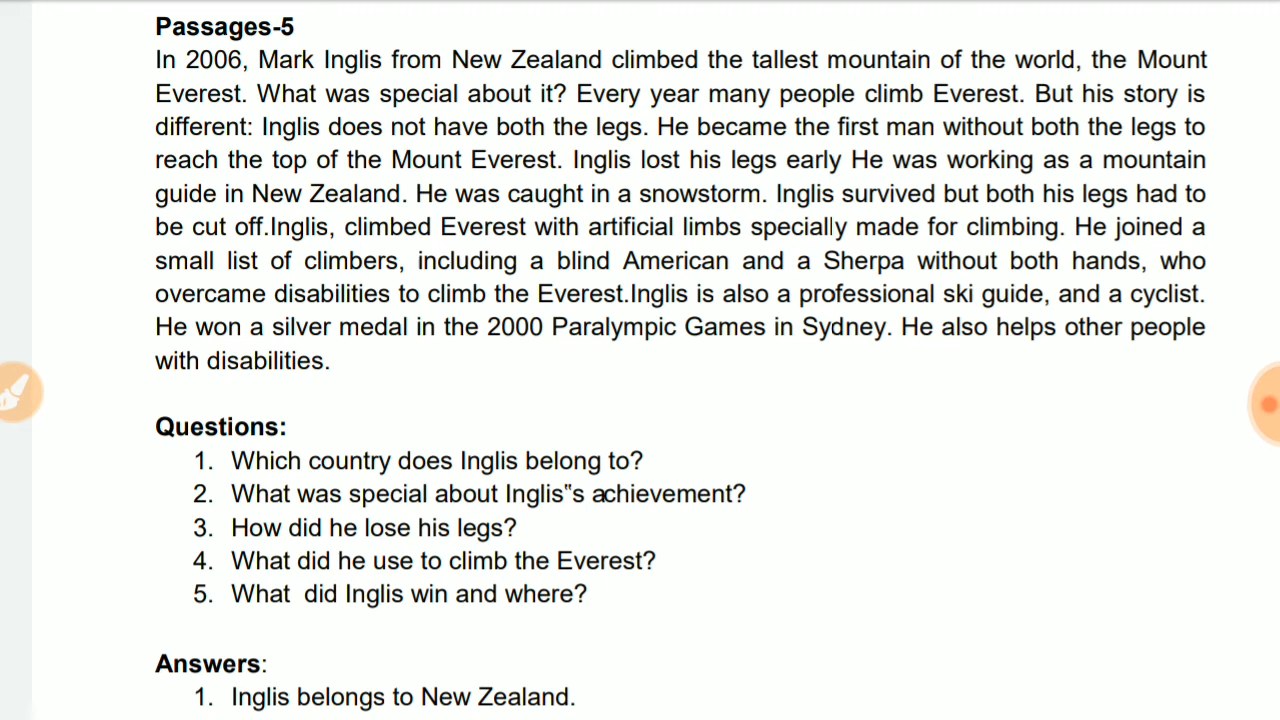 Passages-5
In 2006, Mark Inglis from New Zealand climbed the tallest mountain of the world, the Mount
Everest. What was special about it? Every year many people climb Everest. But his story is
different: Inglis does not have both the legs. He became the first man without both the legs to
reach the top of the Mount Everest. Inglis lost his legs early He was working as a mountain
guide in New Zealand. He was caught in a snowstorm. Inglis survived but both his legs had to
be cut off.Inglis, climbed Everest with artificial limbs specially made for climbing. He joined a
small list of climbers, including a blind American and a Sherpa without both hands, who
overcame disabilities to climb the Everest.Inglis is also a professional ski guide, and a cyclist.
He won a silver medal in the 2000 Paralympic Games in Sydney. He also helps other people
with disabilities.
Questions:
1. Which country does Inglis belong to?
2. What was special about Inglis‟s achievement?
3. How did he lose his legs?
4. What did he use to climb the Everest?
5. What  did Inglis win and where?
Answers:
1. Inglis belongs to New Zealand.